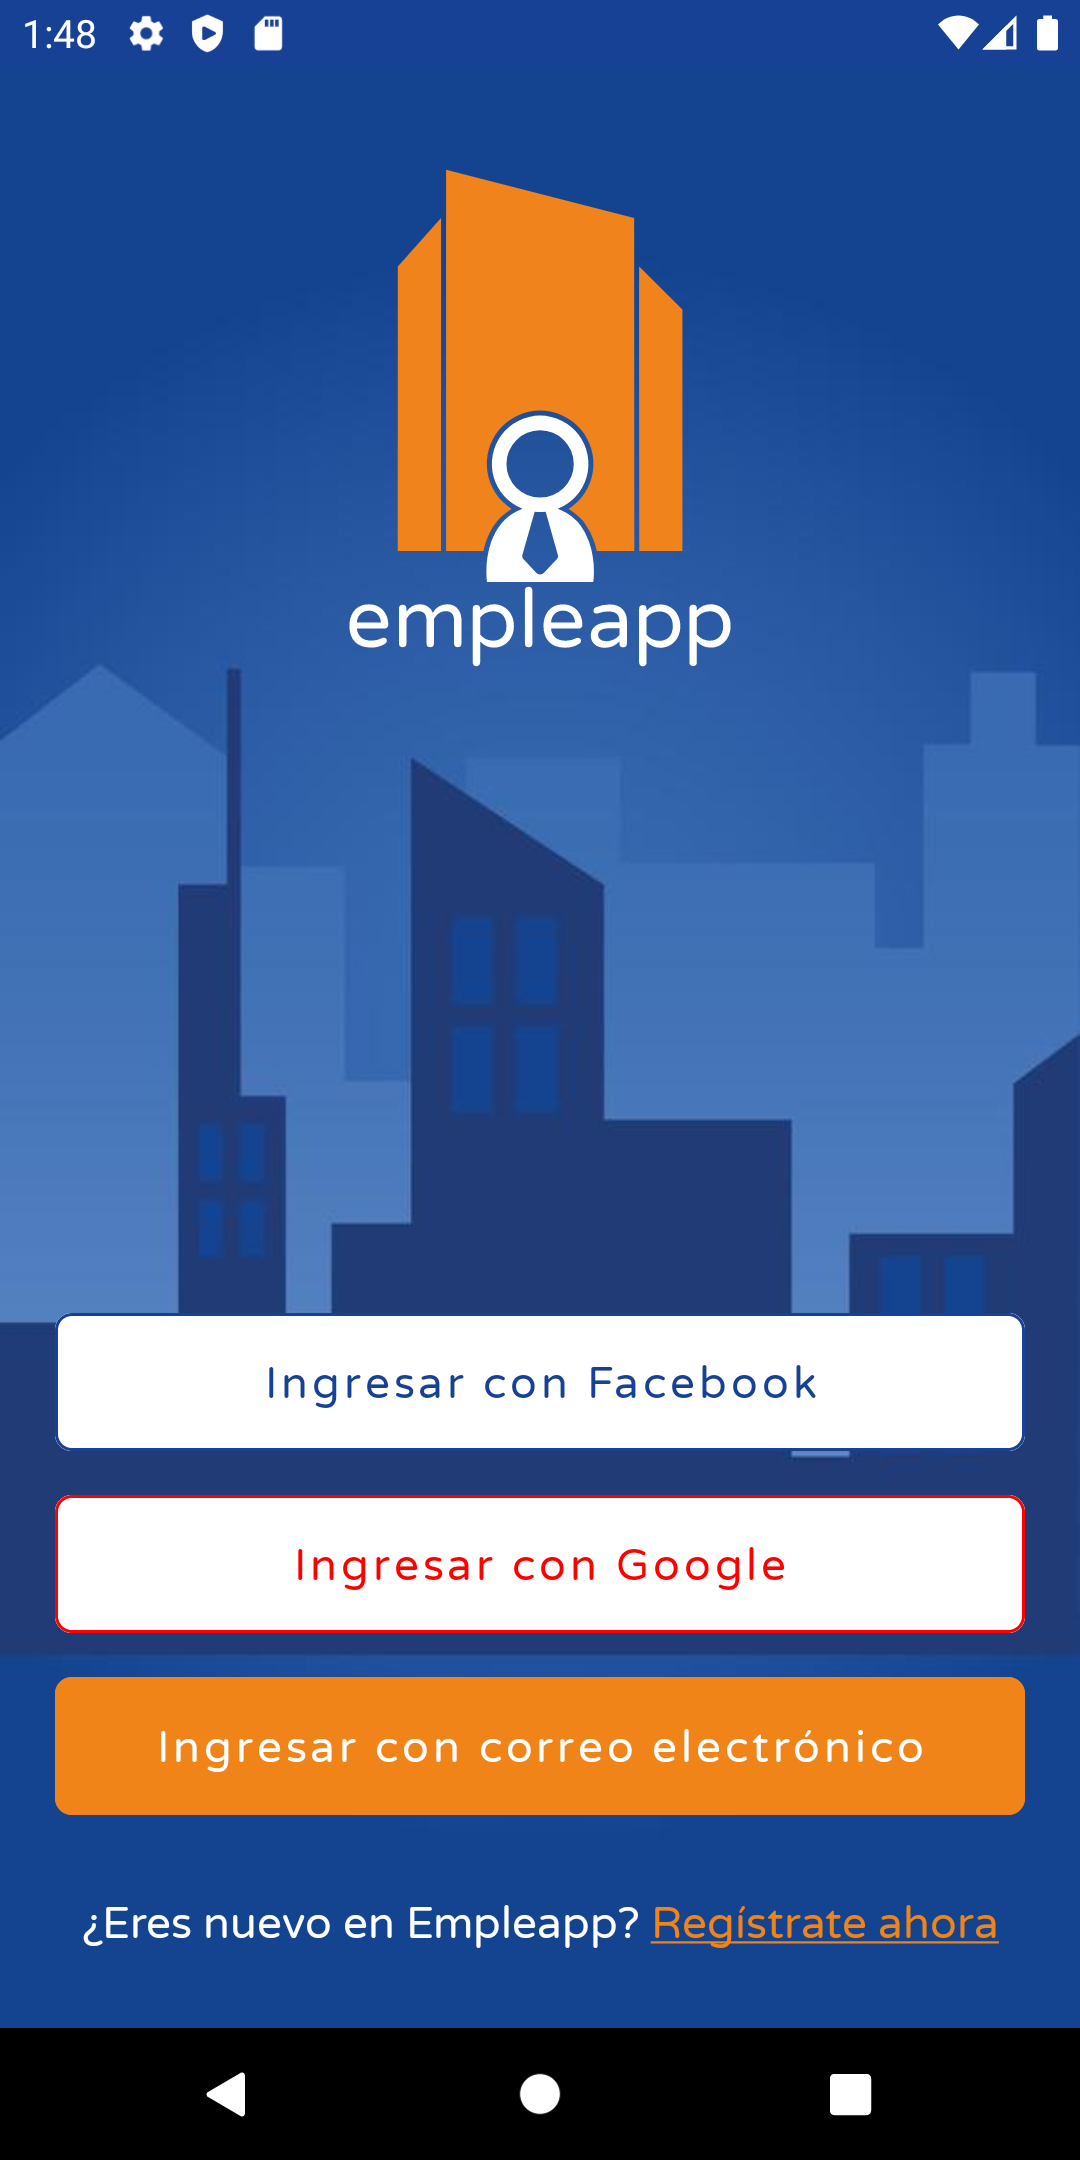 1:48
empleapp
Ingresar con Facebook
Ingresar con Google
Ingresar con correo electrónico
¿Eres nuevo en Empleapp? Regístrate ahora